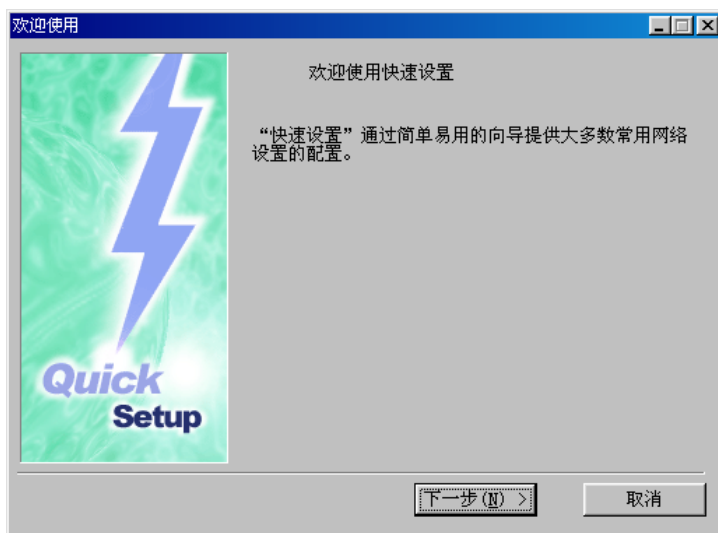 欢迎使用
欢迎使用快速设置
“快速设置”通过简单易用的向导提供大多数常用网络
设置的配置。
Quick
Setup
下一步(N) >
取消